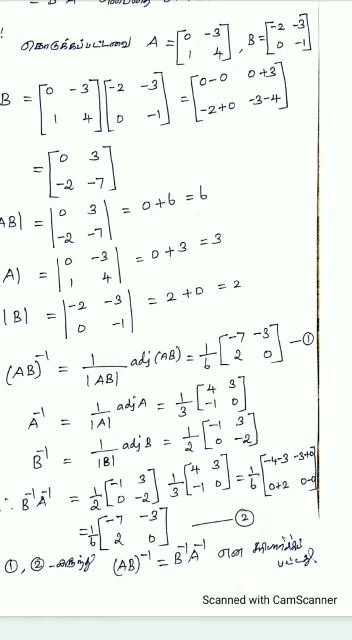 கொடுக்கப்பட்டவை A = [0 -3; 1 4], B = [-2 -3; 0 -1]
B = [0 -3; 1 4] [-2 -3; 0 -1] = [0-0 0+3; -2+0 -3-4]
= [0 3; -2 -7]
AB| = |0 3; -2 -7| = 0+6 = 6
A| = |0 -3; 1 4| = 0+3 = 3
|B| = |-2 -3; 0 -1| = 2+0 = 2
(AB)⁻¹ = 1/|AB| adj(AB) = 1/6 [-7 -3; 2 0] —①
A⁻¹ = 1/|A| adj A = 1/3 [4 3; -1 0]
B⁻¹ = 1/|B| adj B = 1/2 [-1 3; 0 -2]
∴ B⁻¹A⁻¹ = 1/2 [-1 3; 0 -2] 1/3 [4 3; -1 0] = 1/6 [-4-3 -3+0; 0+2 0-0]
= 1/6 [-7 -3; 2 0] —②
①, ② -லிருந்து (AB)⁻¹ = B⁻¹A⁻¹ என சரிபார்க்கப்
பட்டது.
Scanned with CamScanner